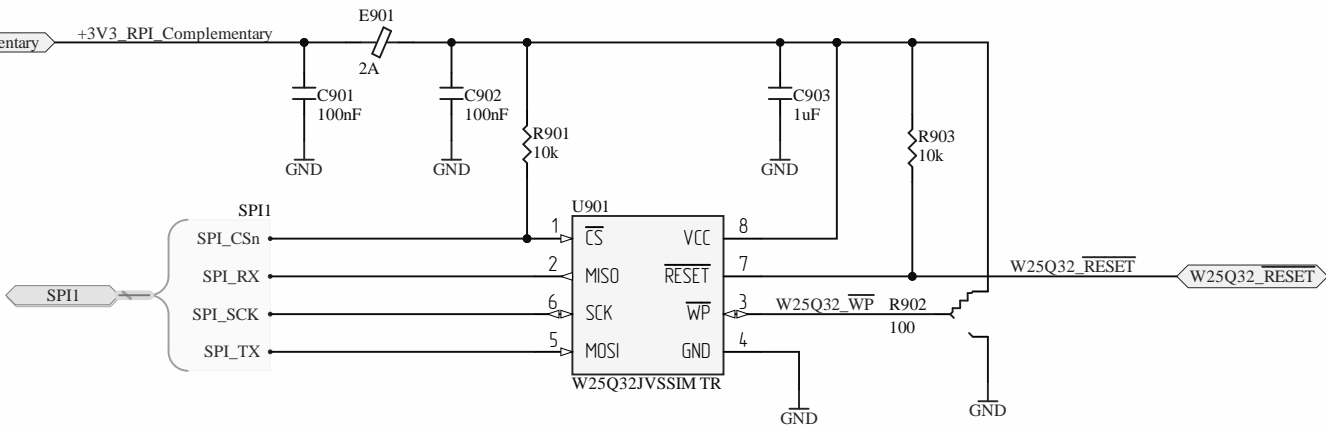 E901
entary
+3V3_RPI_Complementary
2A
C901
100nF
C902
100nF
C903
1uF
R901
10k
R903
10k
GND
GND
GND
SPI1
U901
SPI_CSn
1
CS
VCC
8
SPI_RX
2
MISO
RESET
7
W25Q32_RESET
W25Q32_RESET
SPI1
SPI_SCK
6
SCK
WP
3
W25Q32_WP
R902
100
SPI_TX
5
MOSI
GND
4
W25Q32JVSSIM TR
GND
GND